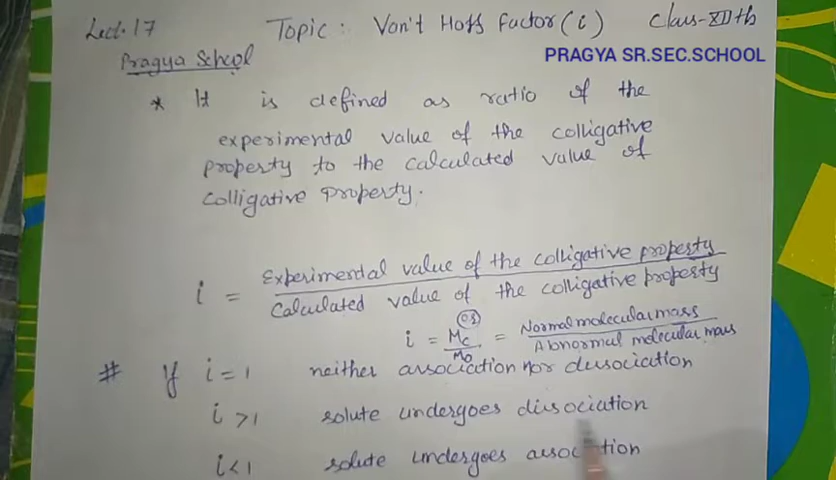 Lect. 17 Topic: Von't Hoff Factor (i) Class-XIIth
Pragya School
PRAGYA SR.SEC.SCHOOL
* It is defined as ratio of the
experimental value of the colligative
property to the calculated value of
colligative property.
i = Experimental value of the colligative property
Calculated value of the colligative property
(or)
i = Mc/Mo = Normal molecular mass
Abnormal molecular mass
# If i=1 neither association nor dissociation
i>1 solute undergoes dissociation
i<1 solute undergoes association